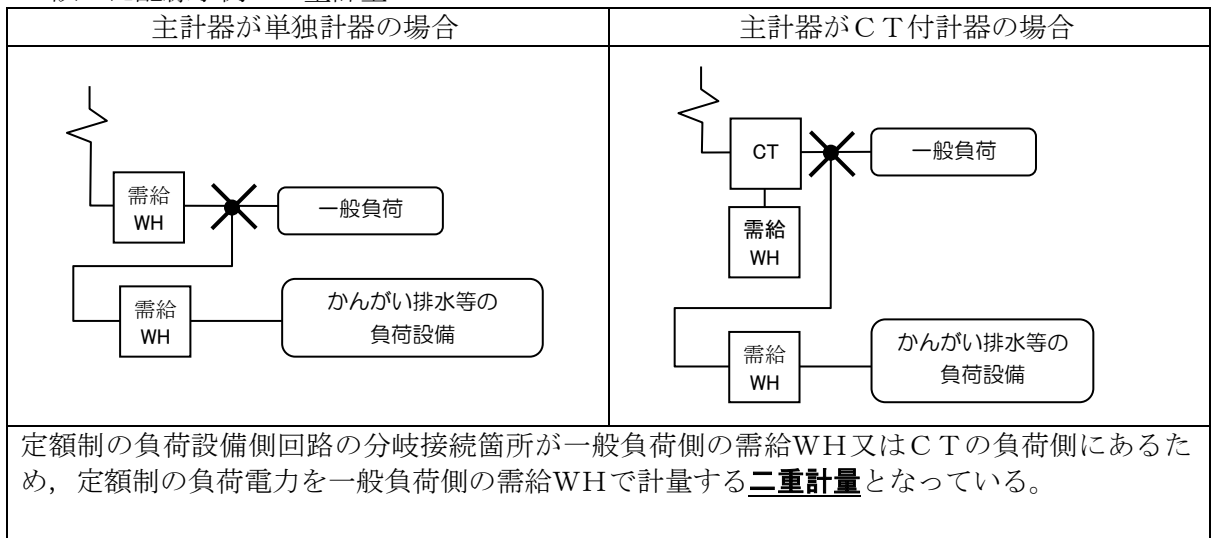 主計器が単独計器の場合
主計器がＣＴ付計器の場合
需給
WH
一般負荷
需給
WH
かんがい排水等の
負荷設備
CT
一般負荷
需給
WH
需給
WH
かんがい排水等の
負荷設備
定額制の負荷設備側回路の分岐接続箇所が一般負荷側の需給WH又はＣＴの負荷側にあるた
め，定額制の負荷電力を一般負荷側の需給WHで計量する二重計量となっている。